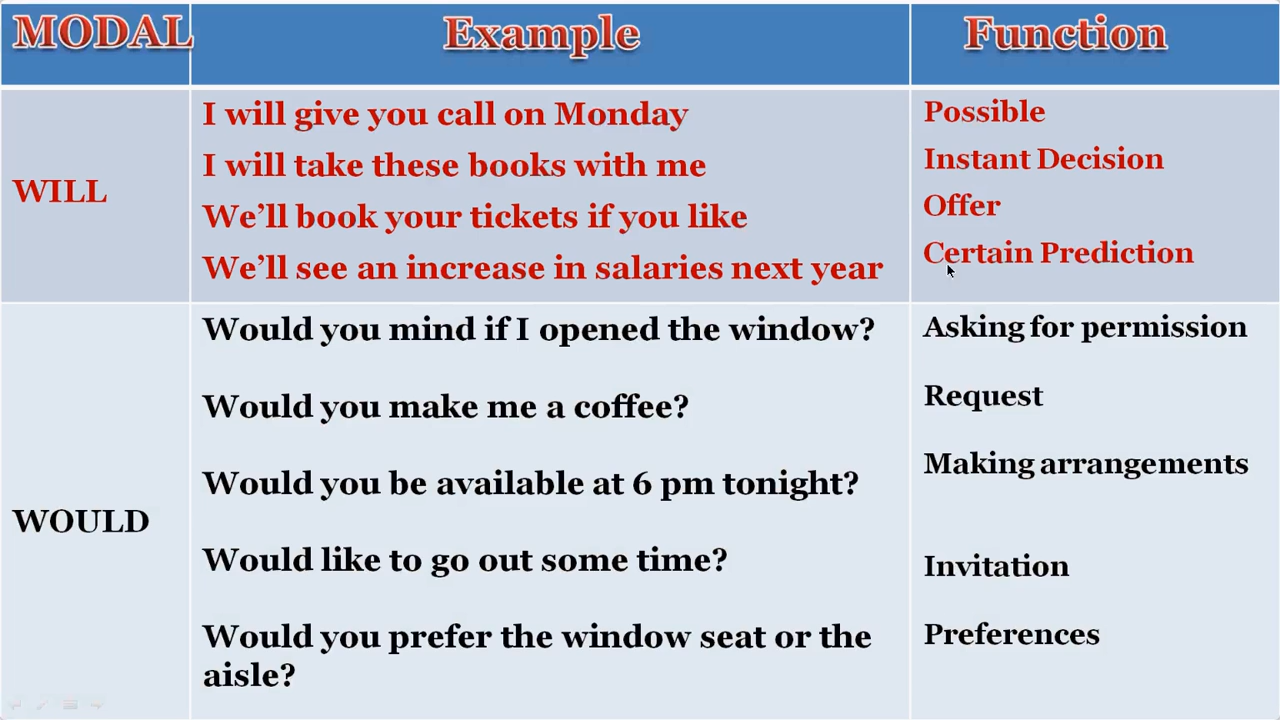 MODAL Example Function
WILL
I will give you call on Monday Possible
I will take these books with me Instant Decision
We'll book your tickets if you like Offer
We'll see an increase in salaries next year Certain Prediction
WOULD
Would you mind if I opened the window? Asking for permission
Would you make me a coffee? Request
Would you be available at 6 pm tonight? Making arrangements
Would like to go out some time? Invitation
Would you prefer the window seat or the Preferences
aisle?